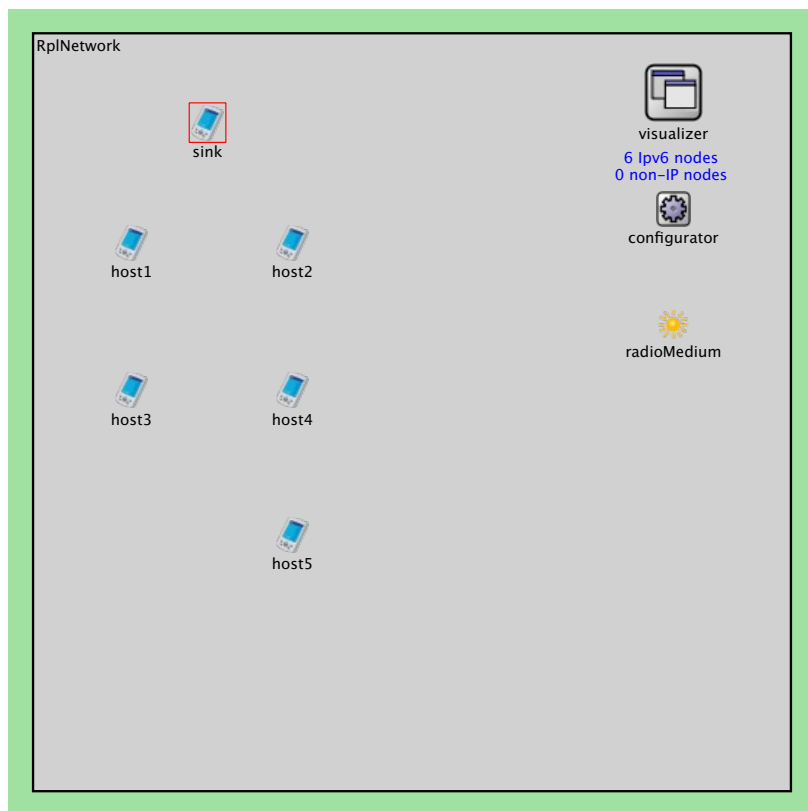 RplNetwork
sink
visualizer
6 Ipv6 nodes
0 non-IP nodes
configurator
host1
host2
radioMedium
host3
host4
host5